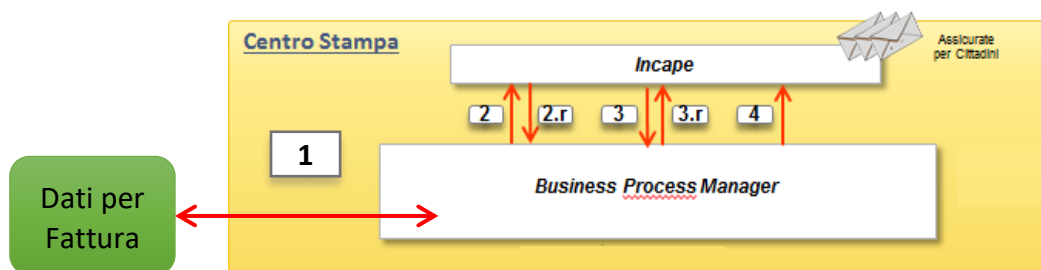 Centro Stampa
Assicurate
per Cittadini
Incape
2
2.r
3
3.r
4
1
Business Process Manager
Dati per
Fattura